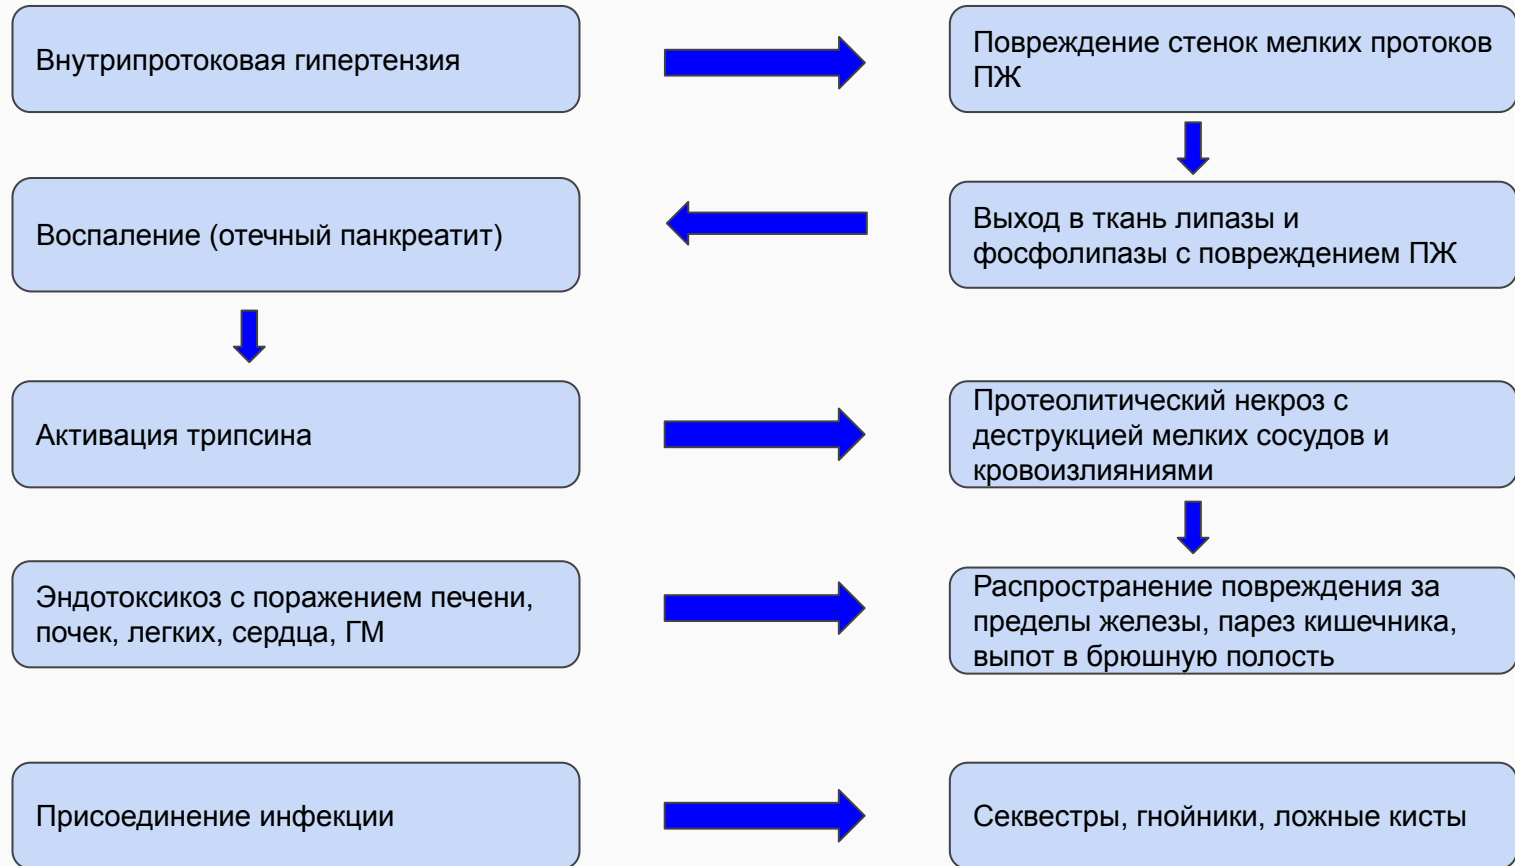 Внутрипротоковая гипертензия
Повреждение стенок мелких протоков
ПЖ
Воспаление (отечный панкреатит)
Выход в ткань липазы и
фосфолипазы с повреждением ПЖ
Активация трипсина
Протеолитический некроз с
деструкцией мелких сосудов и
кровоизлияниями
Эндотоксикоз с поражением печени,
почек, легких, сердца, ГМ
Распространение повреждения за
пределы железы, парез кишечника,
выпот в брюшную полость
Присоединение инфекции
Секвестры, гнойники, ложные кисты